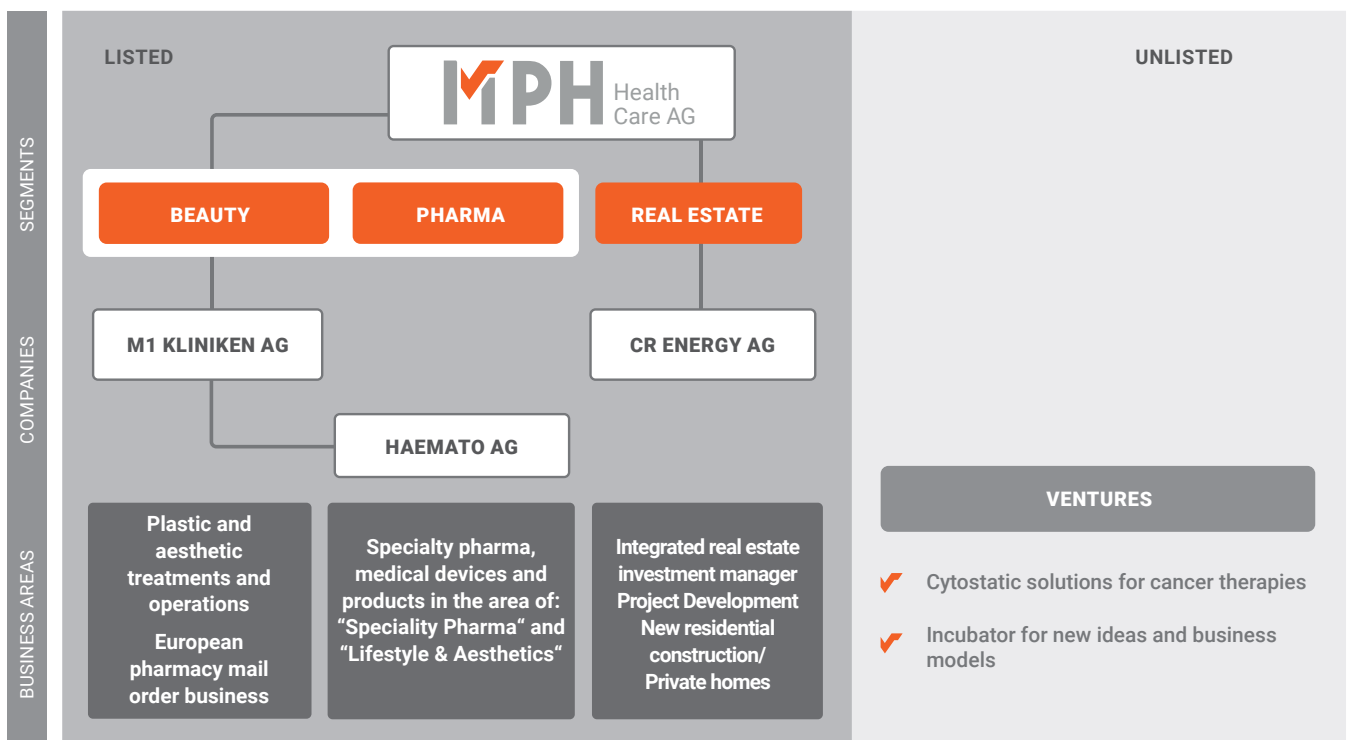 LISTED
UNLISTED
MPH Health
Care AG
SEGMENTS
BEAUTY
PHARMA
REAL ESTATE
COMPANIES
M1 KLINIKEN AG
CR ENERGY AG
HAEMATO AG
BUSINESS AREAS
Plastic and
aesthetic
treatments and
operations
European
pharmacy mail
order business
Specialty pharma,
medical devices and
products in the area of:
“Speciality Pharma“ and
“Lifestyle & Aesthetics“
Integrated real estate
investment manager
Project Development
New residential
construction/
Private homes
VENTURES
Cytostatic solutions for cancer therapies
Incubator for new ideas and business
models